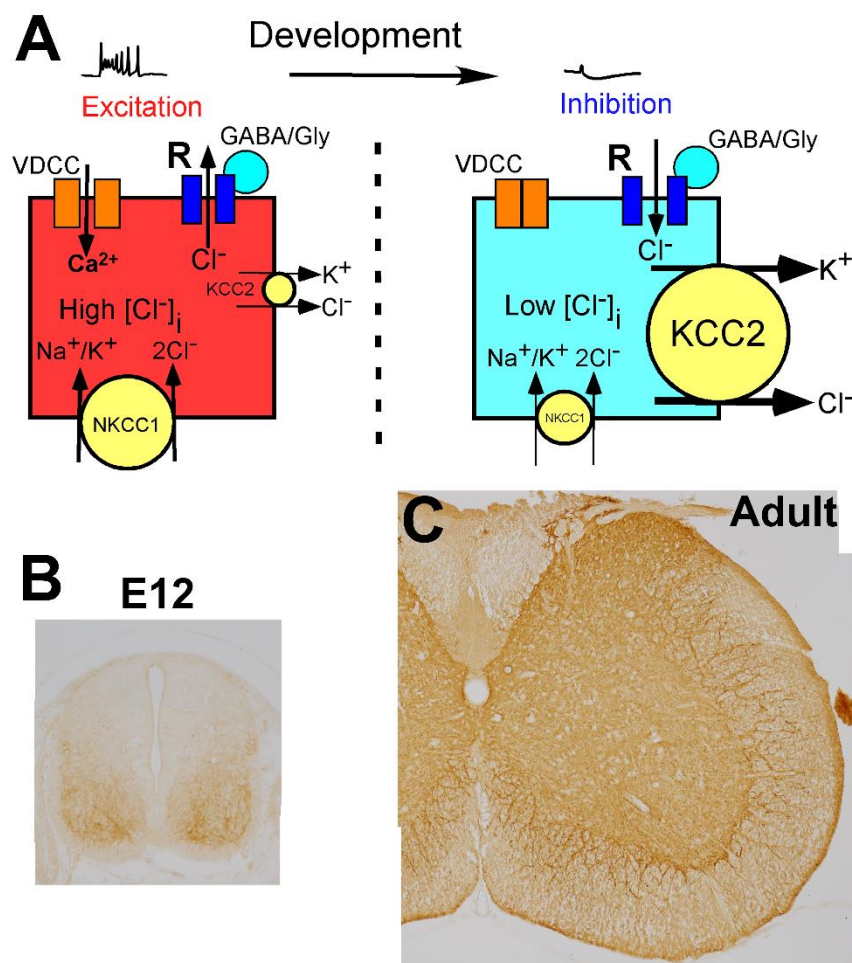 A
Development
Excitation
Inhibition
GABA/Gly
VDCC
R
Ca²⁺
Cl⁻
KCC2
K⁺
Cl⁻
High [Cl⁻]i
Na⁺/K⁺ 2Cl⁻
NKCC1
GABA/Gly
VDCC
R
Cl⁻
K⁺
Low [Cl⁻]i
KCC2
Na⁺/K⁺ 2Cl⁻
Cl⁻
NKCC1
B
E12
C
Adult